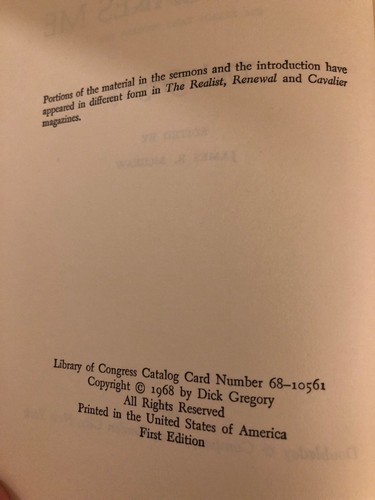 Portions of the material in the sermons and the introduction have
appeared in different form in The Realist, Renewal and Cavalier
magazines.
Library of Congress Catalog Card Number 68–10561
Copyright © 1968 by Dick Gregory
All Rights Reserved
Printed in the United States of America
First Edition